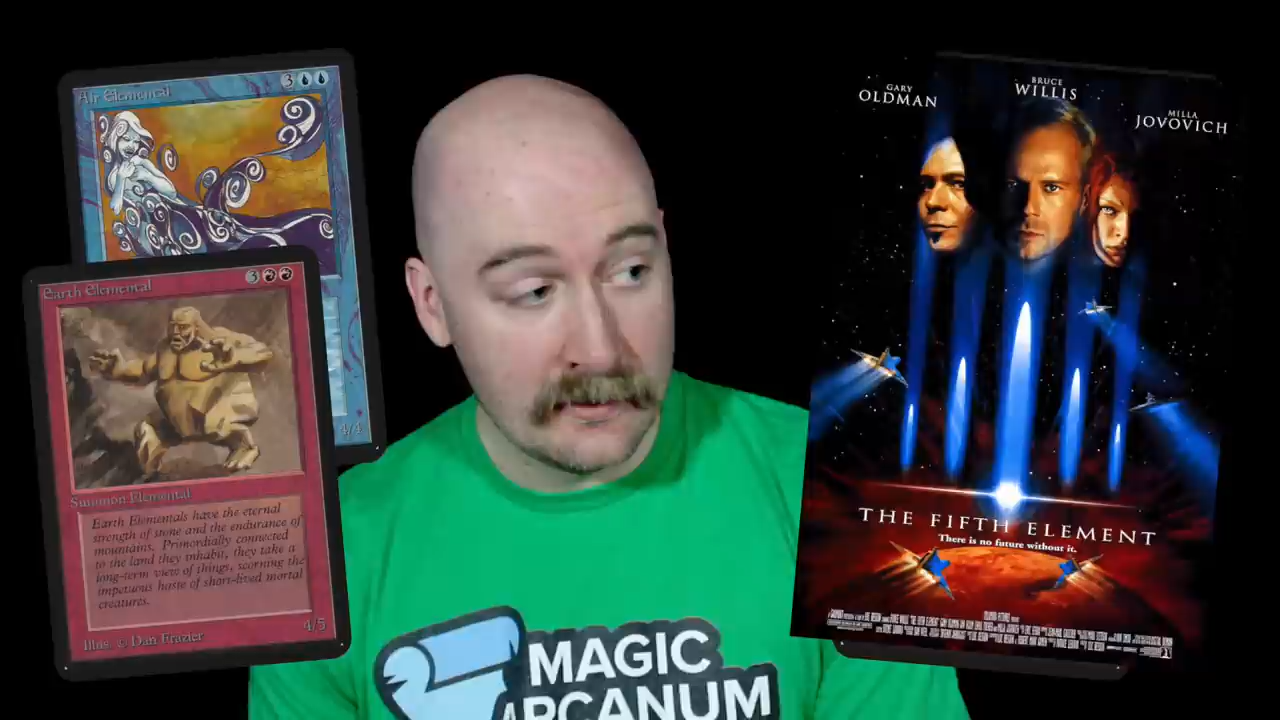 Air Elemental
3
4/4
Earth Elemental
3
Summon Elemental
Earth Elementals have the eternal
strength of stone and the endurance of
mountains. Primordially connected
to the land they inhabit, they take a
long-term view of things, scorning the
impetuous haste of short-lived mortal
creatures.
Illus. © Dan Frazier
4/5
MAGIC
ARCANUM
GARY
OLDMAN
BRUCE
WILLIS
MILLA
JOVOVICH
THE FIFTH ELEMENT
There is no future without it.